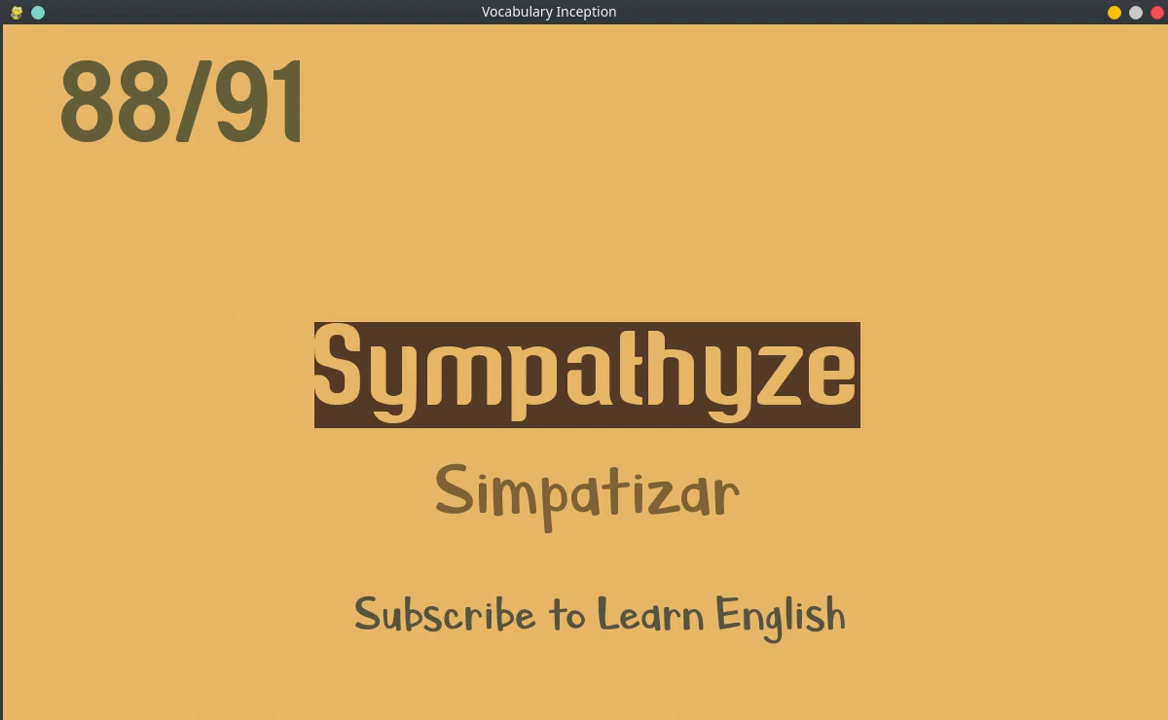 Vocabulary Inception
88/91
Sympathyze
Simpatizar
Subscribe to Learn English